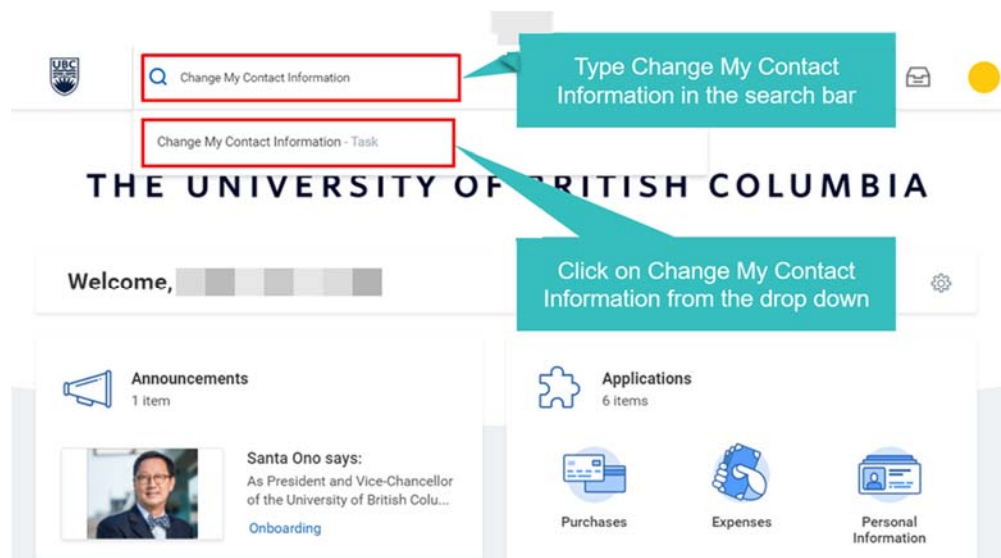 UBC
Change My Contact Information
Type Change My Contact
Information in the search bar
Change My Contact Information - Task
THE UNIVERSITY OF BRITISH COLUMBIA
Welcome,
Click on Change My Contact
Information from the drop down
Announcements
1 item
Santa Ono says:
As President and Vice-Chancellor
of the University of British Colu...
Onboarding
Applications
6 items
Purchases
Expenses
Personal
Information